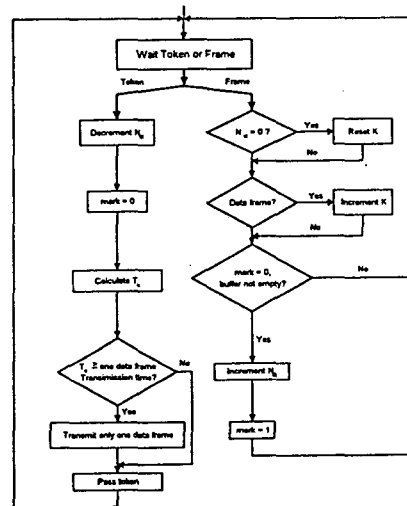 Wait Token or Frame
Token
Frame
Decrement N
mark = 0
Calculate T
one data frame
Transmission time?
No
Yes
Transmit only one data frame
Pass token
= 0 ?
Yes
Reset K
No
Data frame?
Yes
Increment K
No
mark = 0,
buffer not empty?
No
Yes
Increment N
mark = 1